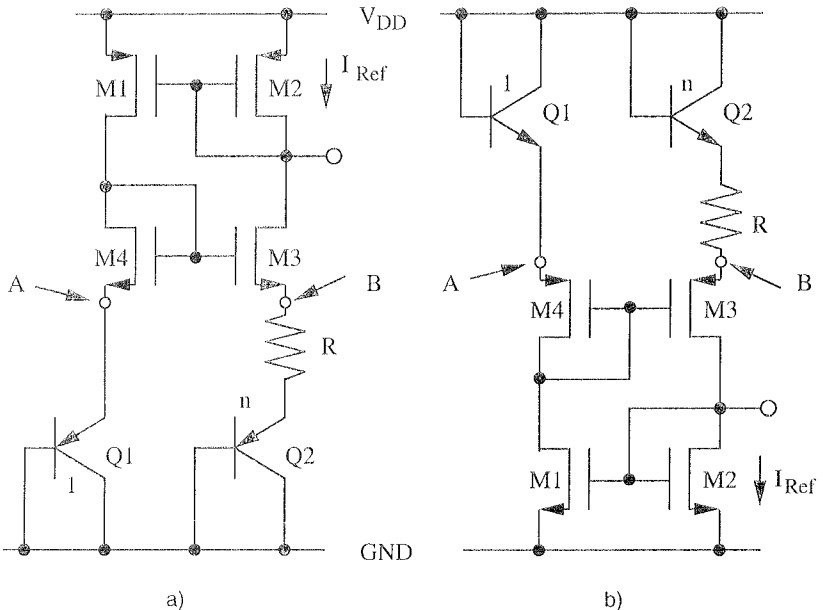 V_DD
M1
M2
I_Ref
M4
M3
A
B
R
n
Q1
Q2
1
GND
a)
1
Q1
n
Q2
R
A
B
M4
M3
M1
M2
I_Ref
b)